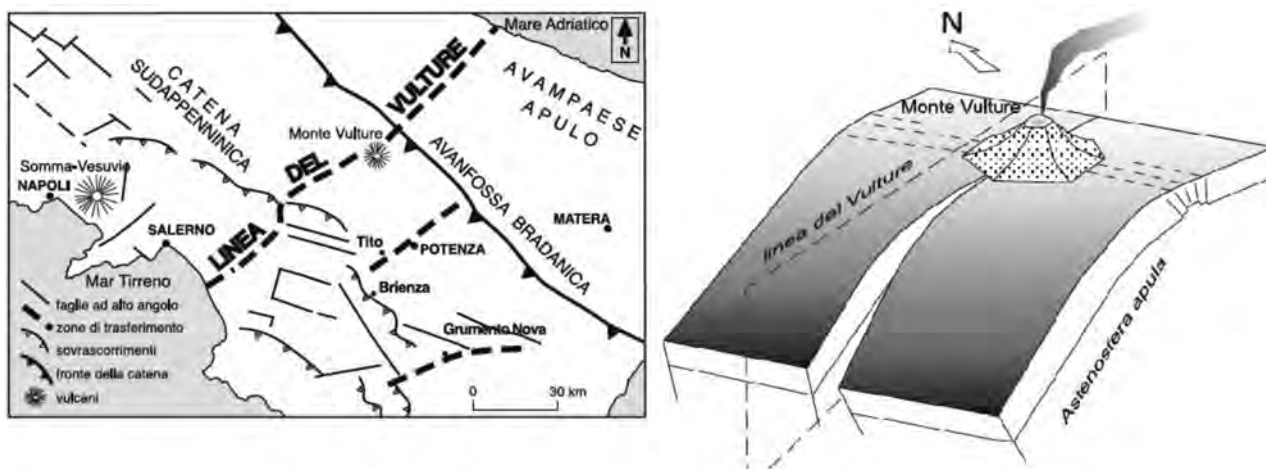 Mare Adriatico
N
AVAMPAESE
APULO
CATENA
SUDAPPENNINICA
LINEA DEL VULTURE
Monte Vulture
AVANFOSSA BRADANICA
Somma-Vesuvio
NAPOLI
SALERNO
MATERA
Tito
POTENZA
Brienza
Grumento Nova
Mar Tirreno
faglie ad alto angolo
zone di trasferimento
sovrascorrimenti
fronte della catena
vulcani
0 30 km
N
Monte Vulture
linea del Vulture
Astenosfera apula